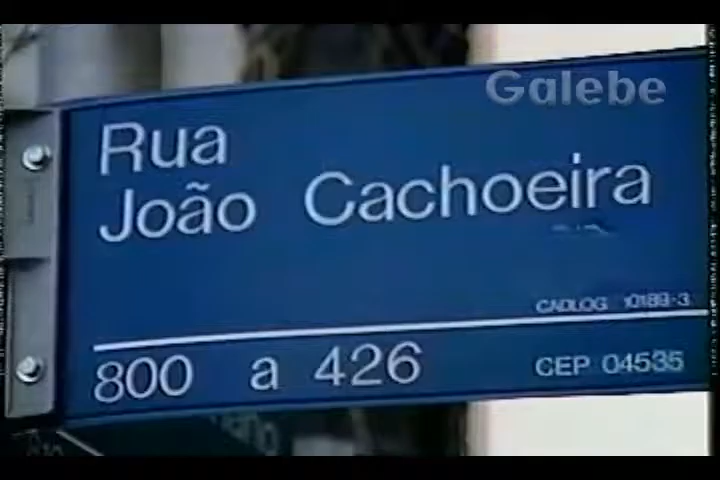 Galebe
Rua
João Cachoeira
CADLOG 10189-3
800 a 426
CEP 04535